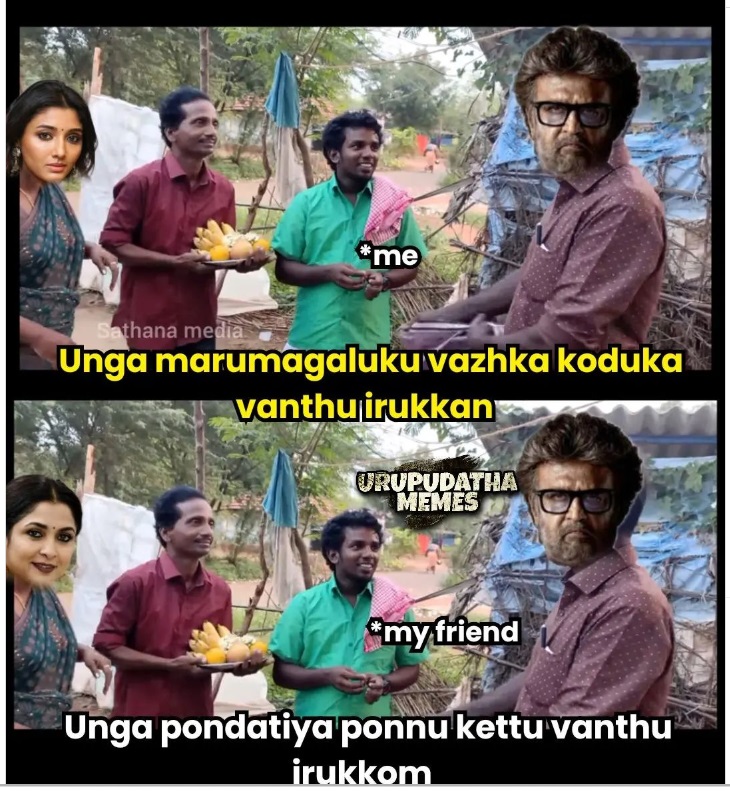 *me
Sathana media
Unga marumagaluku vazhka koduka
vanthu irukkan
URUPUDATHA
MEMES
*my friend
Unga pondatiya ponnu kettu vanthu
irukkom